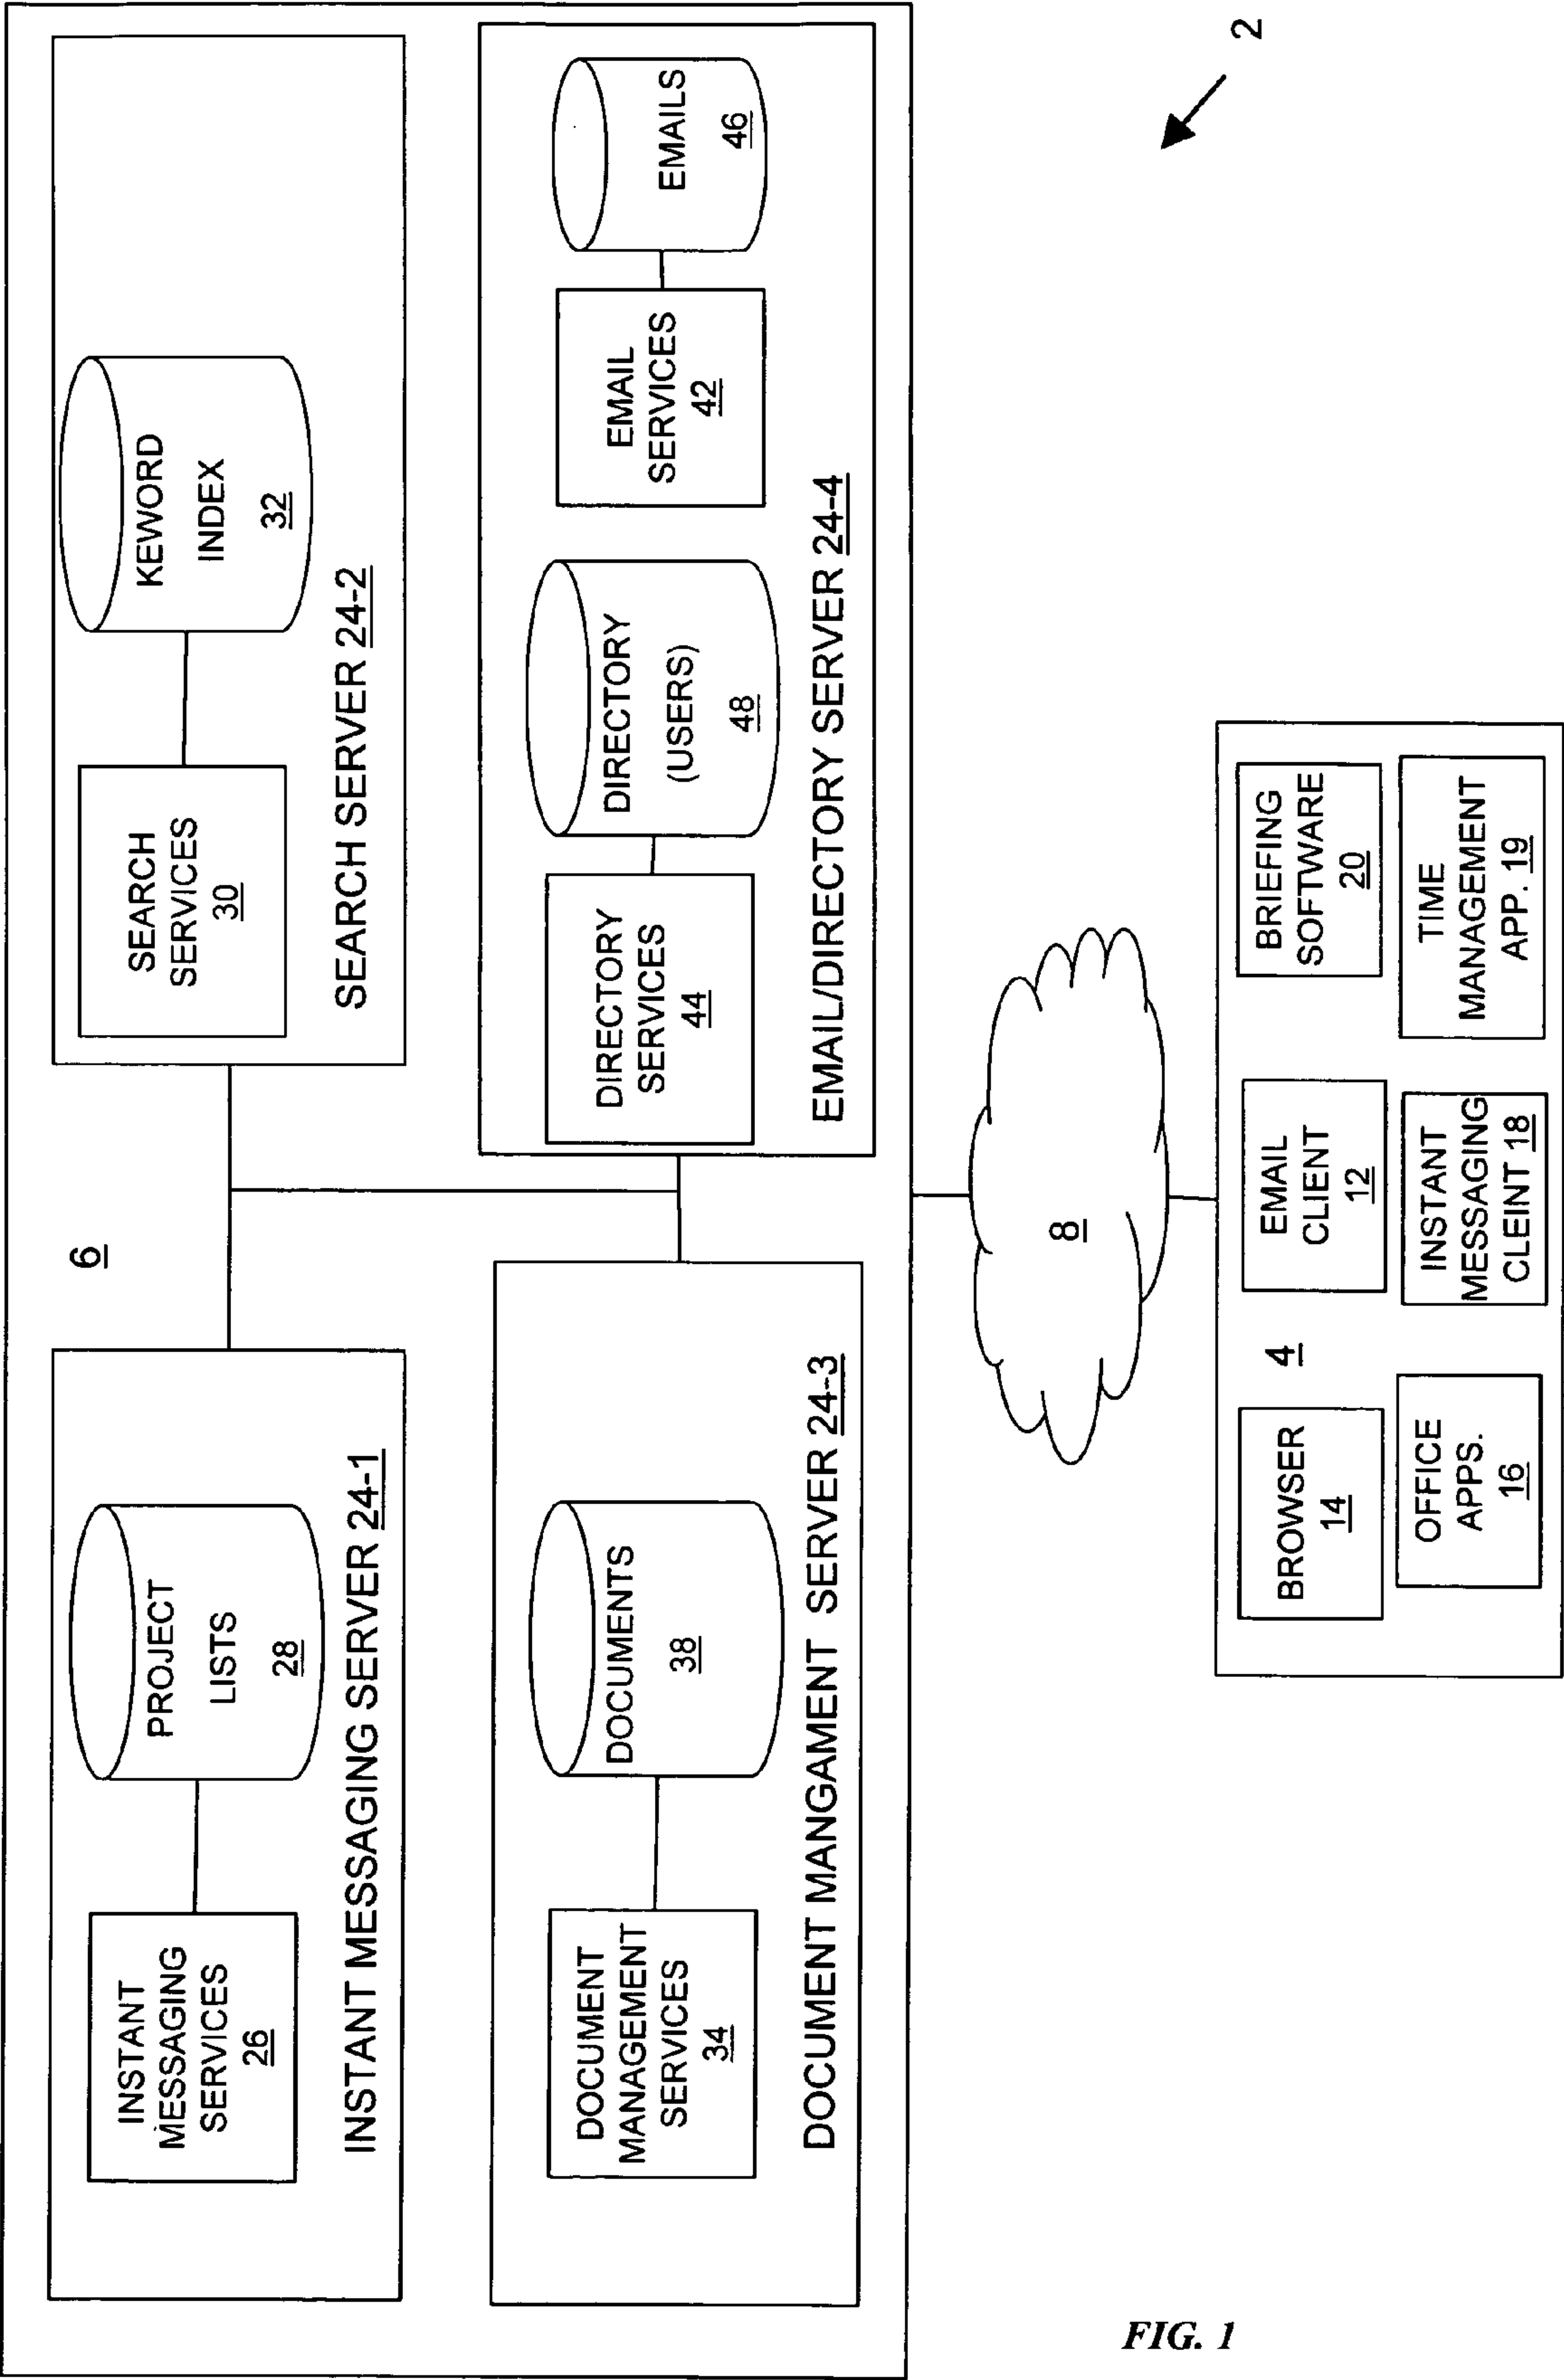 6
PROJECT
LISTS
28
INSTANT
MESSAGING
SERVICES
26
INSTANT MESSAGING SERVER 24-1
KEWORD
INDEX
32
SEARCH
SERVICES
30
SEARCH SERVER 24-2
DOCUMENTS
38
DOCUMENT
MANAGEMENT
SERVICES
34
DOCUMENT MANGAMENT SERVER 24-3
DIRECTORY
SERVICES
44
DIRECTORY
(USERS)
48
EMAIL
SERVICES
42
EMAILS
46
EMAIL/DIRECTORY SERVER 24-4
8
2
4
BROWSER
14
EMAIL
CLIENT
12
BRIEFING
SOFTWARE
20
OFFICE
APPS.
16
INSTANT
MESSAGING
CLEINT 18
TIME
MANAGEMENT
APP. 19
FIG. 1